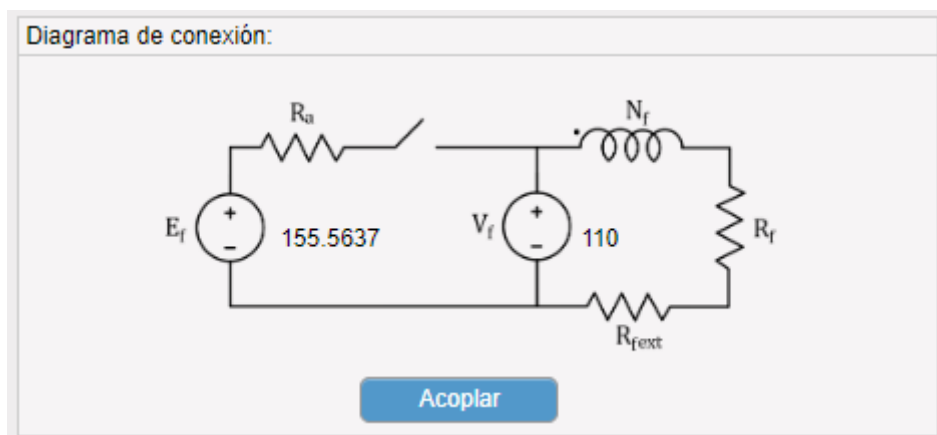 Diagrama de conexión:
Ra
Nf
Ef
155.5637
Vf
110
Rf
Rfext
Acoplar